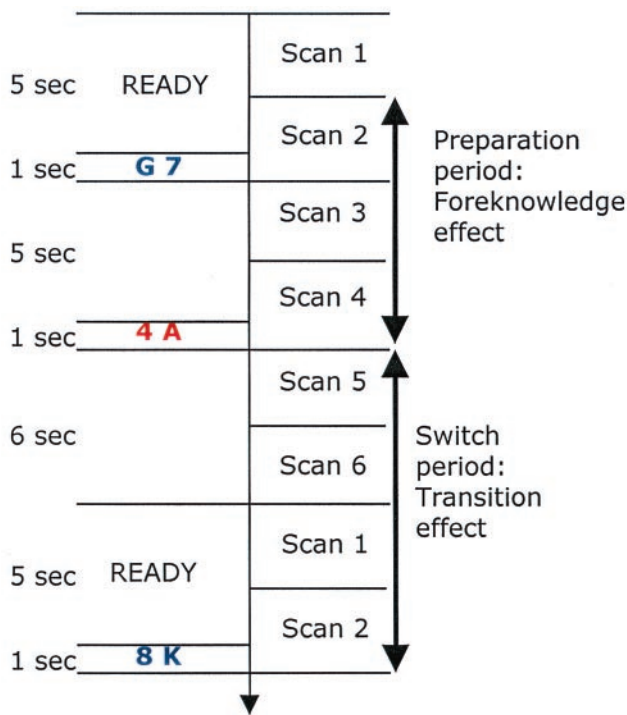 Scan 1
5 sec READY
Scan 2
1 sec G 7
Preparation
period:
Foreknowledge
effect
Scan 3
5 sec
Scan 4
1 sec 4 A
Scan 5
6 sec
Scan 6
Switch
period:
Transition
effect
Scan 1
5 sec READY
Scan 2
1 sec 8 K